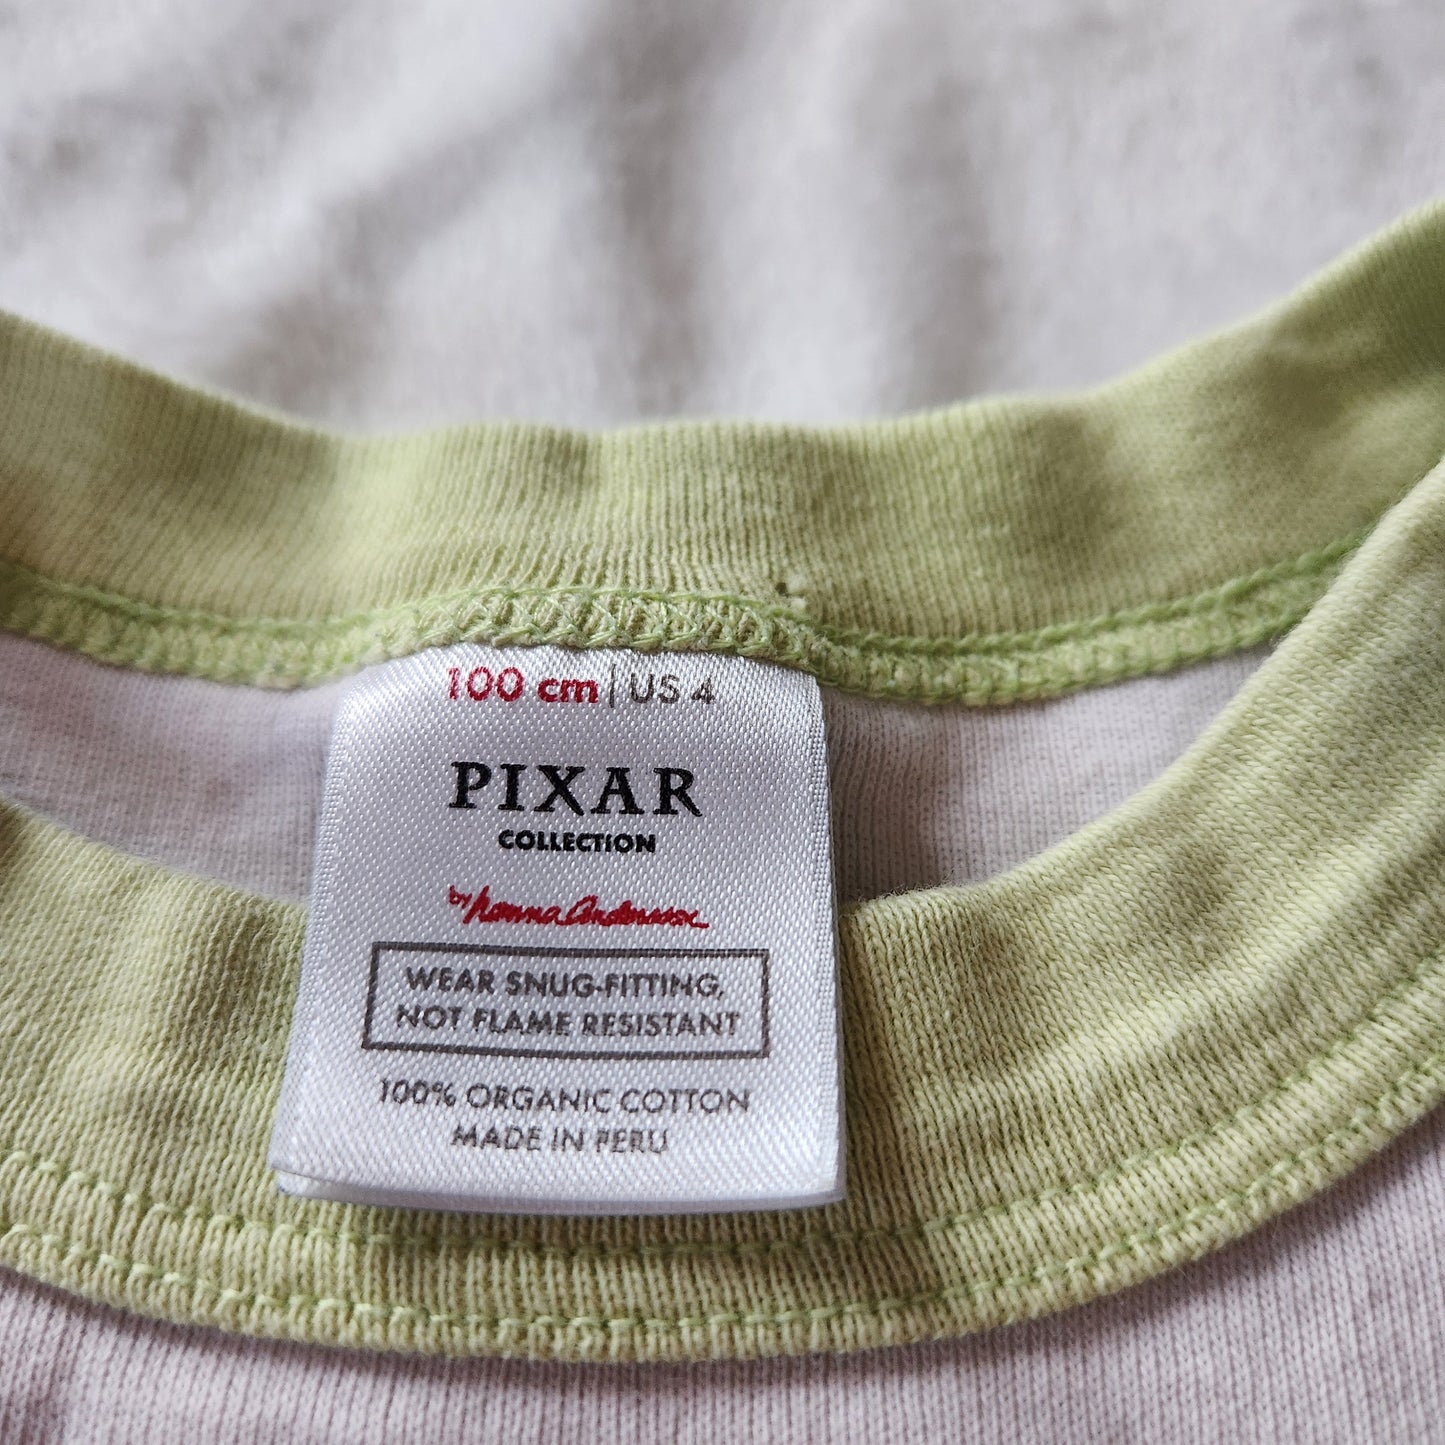 100 cm | US 4
PIXAR
COLLECTION
by hanna Andersson
WEAR SNUG-FITTING,
NOT FLAME RESISTANT
100% ORGANIC COTTON
MADE IN PERU